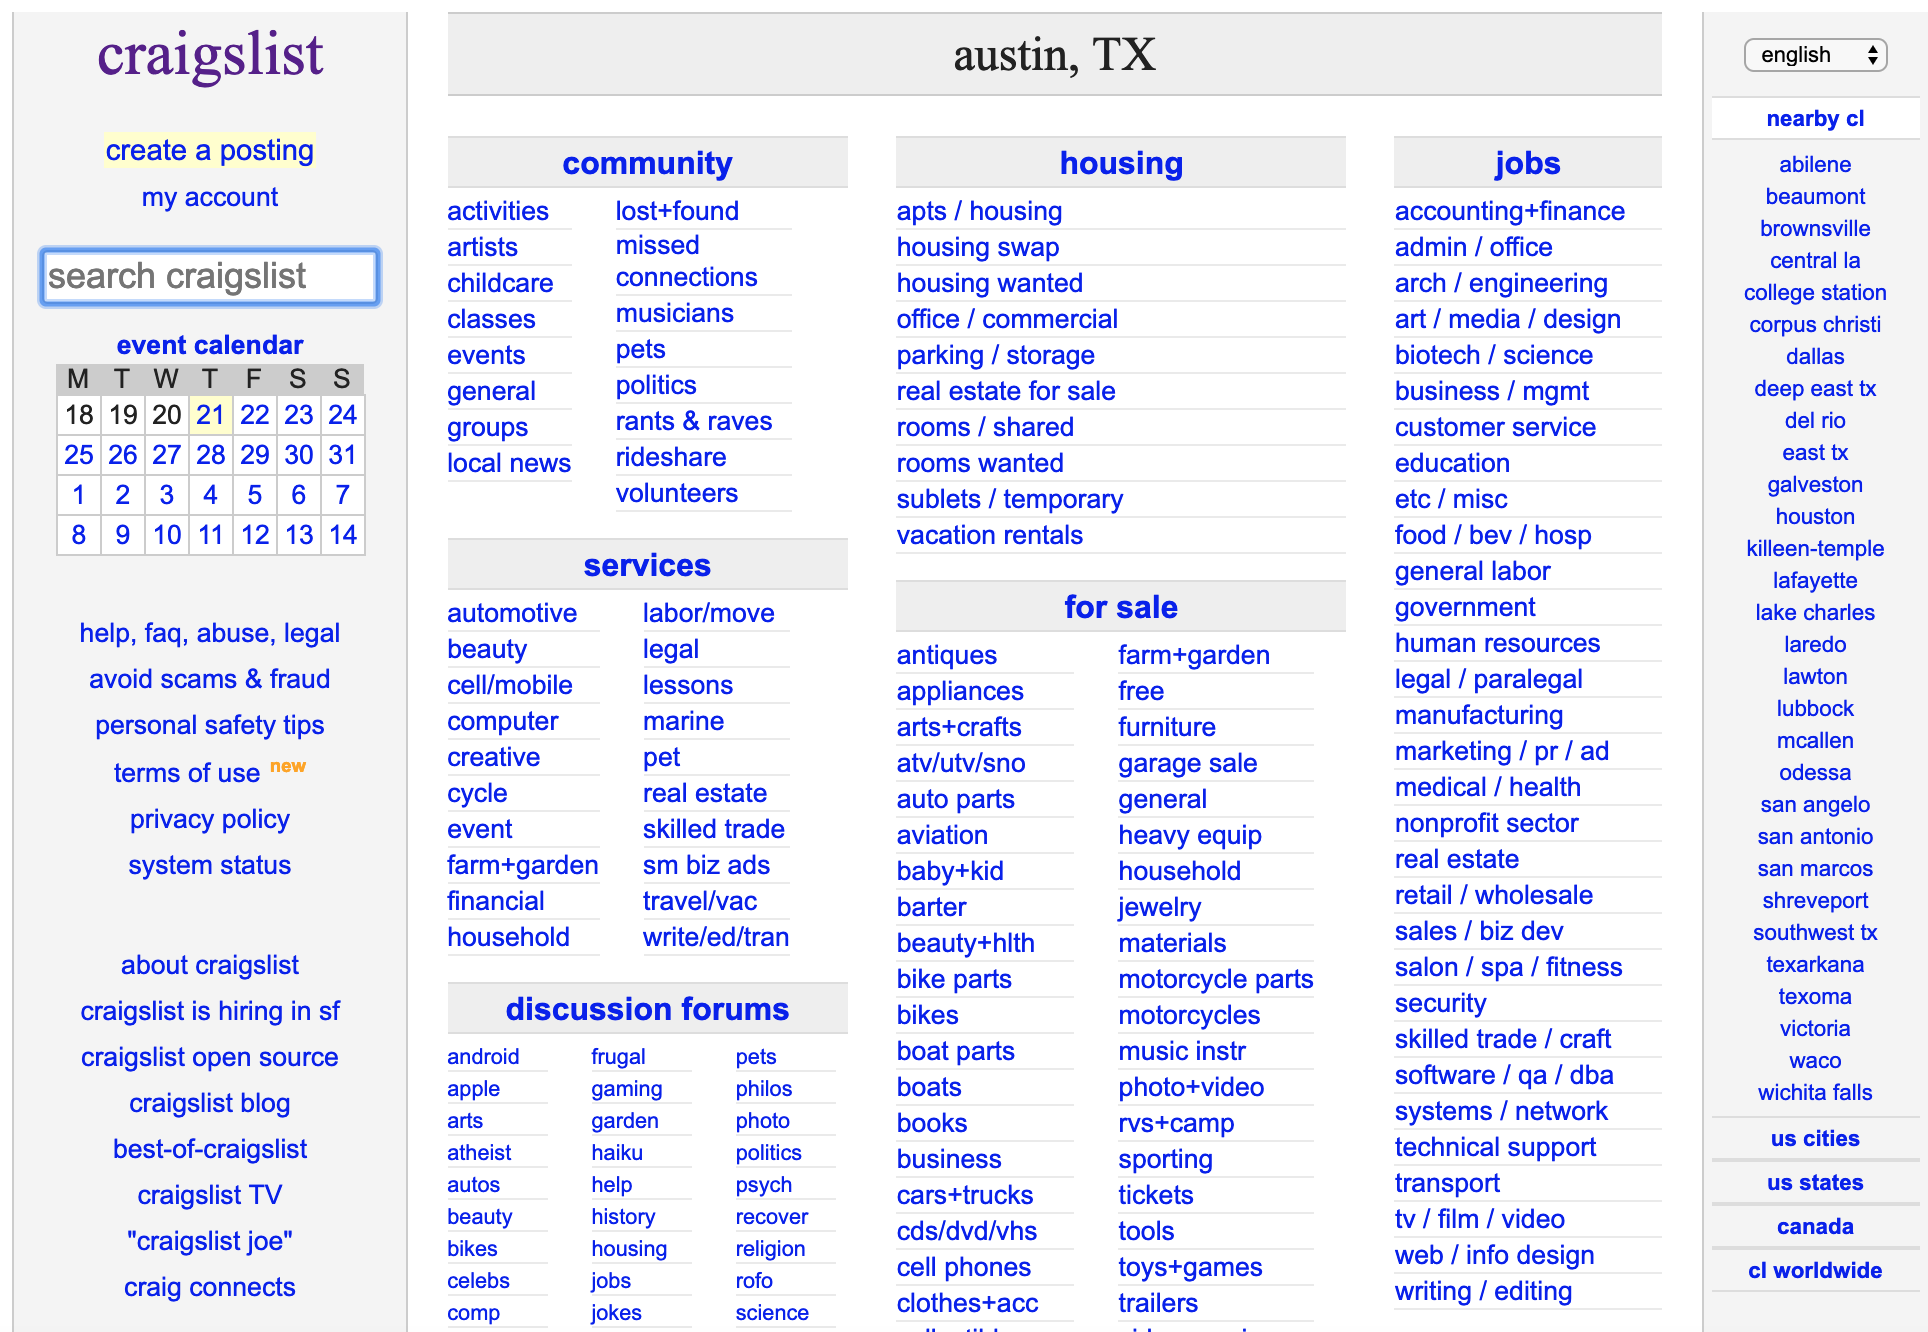 craigslist
create a posting
my account
search craigslist
event calendar
M T W T F S S
18 19 20 21 22 23 24
25 26 27 28 29 30 31
1 2 3 4 5 6 7
8 9 10 11 12 13 14
help, faq, abuse, legal
avoid scams & fraud
personal safety tips
terms of use new
privacy policy
system status
about craigslist
craigslist is hiring in sf
craigslist open source
craigslist blog
best-of-craigslist
craigslist TV
"craigslist joe"
craig connects
austin, TX
community
activities
artists
childcare
classes
events
general
groups
local news
lost+found
missed
connections
musicians
pets
politics
rants & raves
rideshare
volunteers
services
automotive
beauty
cell/mobile
computer
creative
cycle
event
farm+garden
financial
household
labor/move
legal
lessons
marine
pet
real estate
skilled trade
sm biz ads
travel/vac
write/ed/tran
discussion forums
android
apple
arts
atheist
autos
beauty
bikes
celebs
comp
frugal
gaming
garden
haiku
help
history
housing
jobs
jokes
pets
philos
photo
politics
psych
recover
religion
rofo
science
housing
apts / housing
housing swap
housing wanted
office / commercial
parking / storage
real estate for sale
rooms / shared
rooms wanted
sublets / temporary
vacation rentals
for sale
antiques
appliances
arts+crafts
atv/utv/sno
auto parts
aviation
baby+kid
barter
beauty+hlth
bike parts
bikes
boat parts
boats
books
business
cars+trucks
cds/dvd/vhs
cell phones
clothes+acc
farm+garden
free
furniture
garage sale
general
heavy equip
household
jewelry
materials
motorcycle parts
motorcycles
music instr
photo+video
rvs+camp
sporting
tickets
tools
toys+games
trailers
jobs
accounting+finance
admin / office
arch / engineering
art / media / design
biotech / science
business / mgmt
customer service
education
etc / misc
food / bev / hosp
general labor
government
human resources
legal / paralegal
manufacturing
marketing / pr / ad
medical / health
nonprofit sector
real estate
retail / wholesale
sales / biz dev
salon / spa / fitness
security
skilled trade / craft
software / qa / dba
systems / network
technical support
transport
tv / film / video
web / info design
writing / editing
english
nearby cl
abilene
beaumont
brownsville
central la
college station
corpus christi
dallas
deep east tx
del rio
east tx
galveston
houston
killeen-temple
lafayette
lake charles
laredo
lawton
lubbock
mcallen
odessa
san angelo
san antonio
san marcos
shreveport
southwest tx
texarkana
texoma
victoria
waco
wichita falls
us cities
us states
canada
cl worldwide